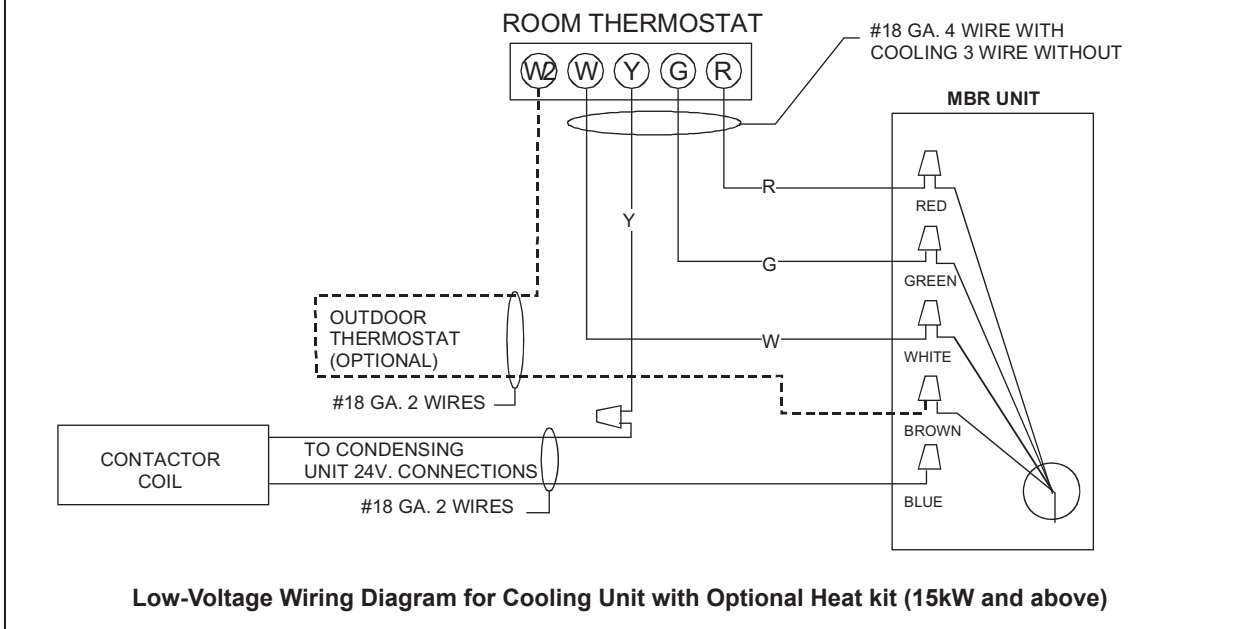 ROOM THERMOSTAT
#18 GA. 4 WIRE WITH
COOLING 3 WIRE WITHOUT
W2 W Y G R
MBR UNIT
R
RED
Y
G
GREEN
OUTDOOR
THERMOSTAT
(OPTIONAL)
W
WHITE
#18 GA. 2 WIRES
BROWN
CONTACTOR
COIL
TO CONDENSING
UNIT 24V. CONNECTIONS
#18 GA. 2 WIRES
BLUE
Low-Voltage Wiring Diagram for Cooling Unit with Optional Heat kit (15kW and above)